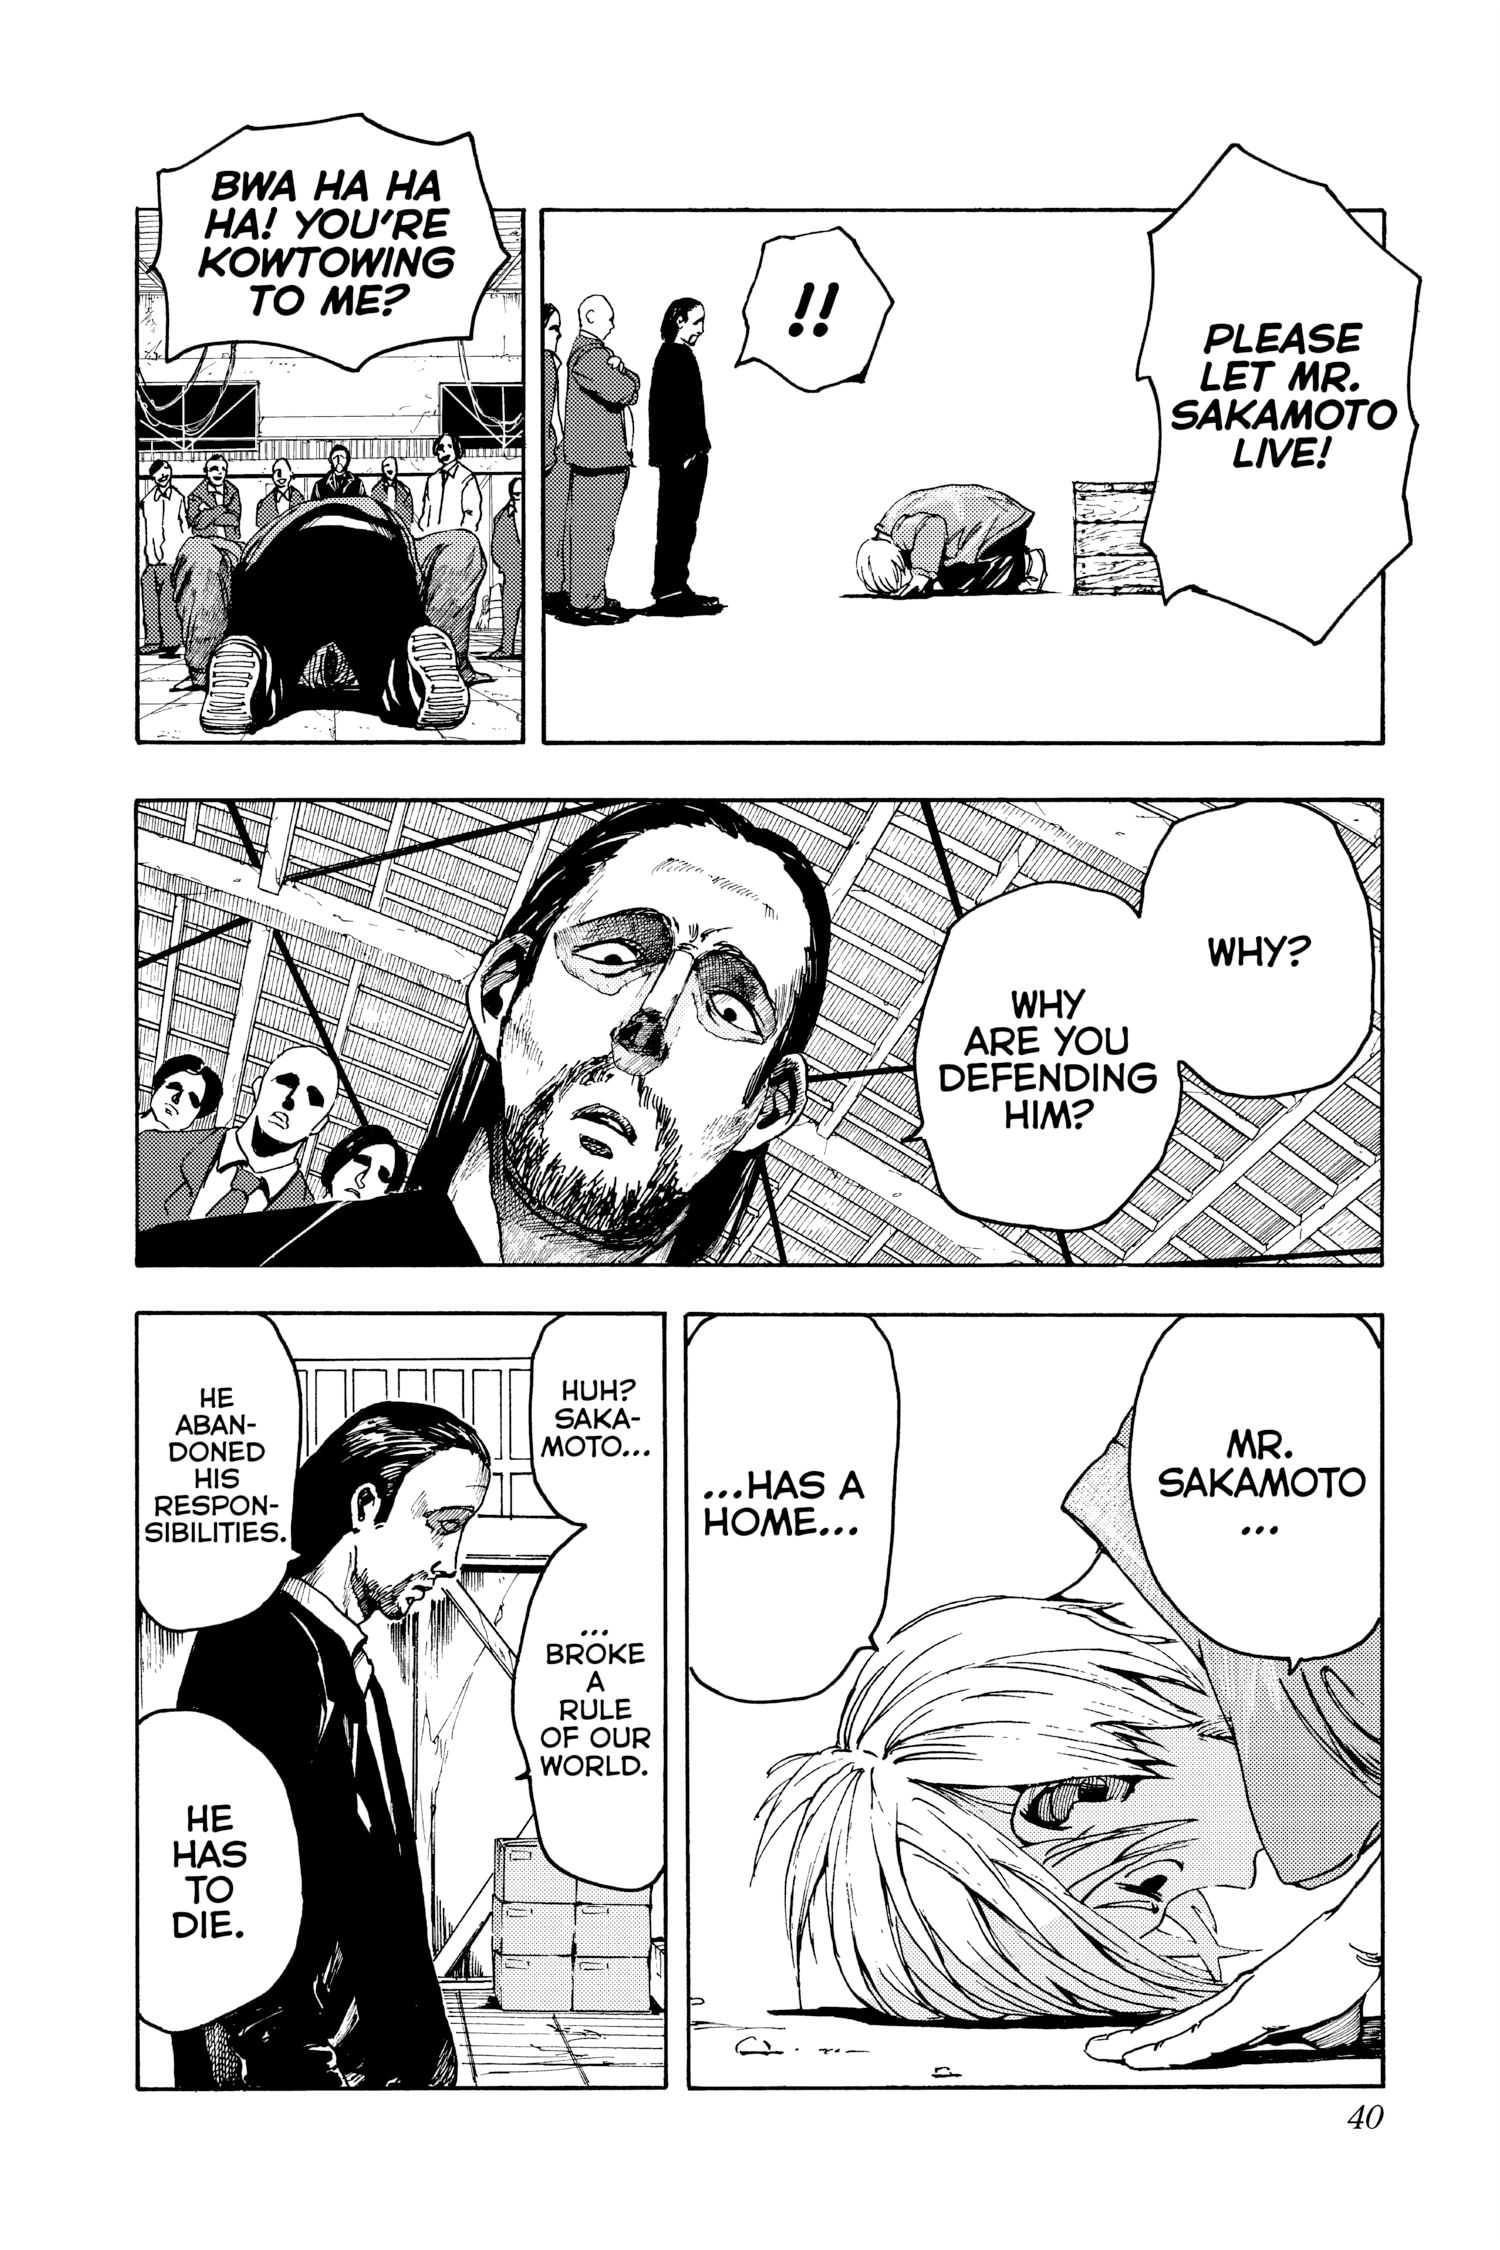 PLEASE
LET MR.
SAKAMOTO
LIVE!
!!
BWA HA HA
HA! YOU'RE
KOWTOWING
TO ME?
WHY?
WHY
ARE YOU
DEFENDING
HIM?
MR.
SAKAMOTO
...
...HAS A
HOME...
HUH?
SAKA-
MOTO...
...
BROKE
A
RULE
OF OUR
WORLD.
HE
ABAN-
DONED
HIS
RESPON-
SIBILITIES.
HE
HAS
TO
DIE.
40